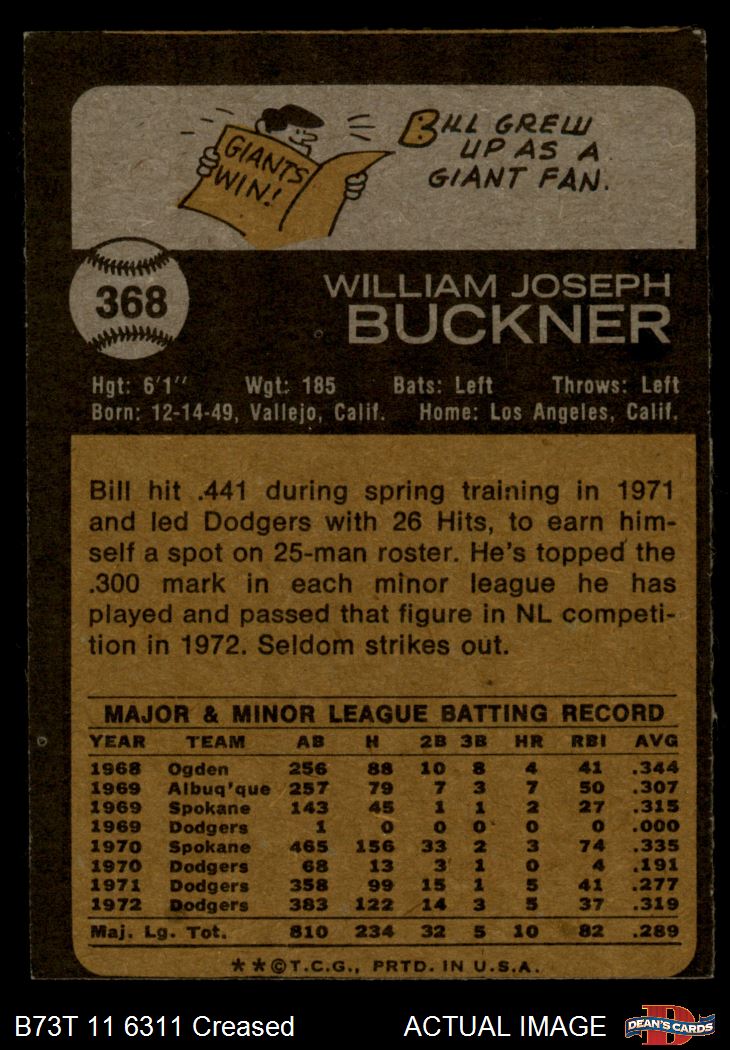 GIANTS
WIN!
BILL GREW
UP AS A
GIANT FAN.
368
WILLIAM JOSEPH
BUCKNER
Hgt: 6'1" Wgt: 185 Bats: Left Throws: Left
Born: 12-14-49, Vallejo, Calif. Home: Los Angeles, Calif.
Bill hit .441 during spring training in 1971
and led Dodgers with 26 Hits, to earn him-
self a spot on 25-man roster. He's topped the
.300 mark in each minor league he has
played and passed that figure in NL competi-
tion in 1972. Seldom strikes out.
MAJOR & MINOR LEAGUE BATTING RECORD
YEAR TEAM AB H 2B 3B HR RBI AVG
1968 Ogden 256 88 10 8 4 41 .344
1969 Albuq'que 257 79 7 3 7 50 .307
1969 Spokane 143 45 1 1 2 27 .315
1969 Dodgers 1 0 0 0 0 0 .000
1970 Spokane 465 156 33 2 3 74 .335
1970 Dodgers 68 13 3 1 0 4 .191
1971 Dodgers 358 99 15 1 5 41 .277
1972 Dodgers 383 122 14 3 5 37 .319
Maj. Lg. Tot. 810 234 32 5 10 82 .289
**©T.C.G., PRTD. IN U.S.A.
B73T 11 6311 Creased ACTUAL IMAGE
D
DEAN'S CARDS